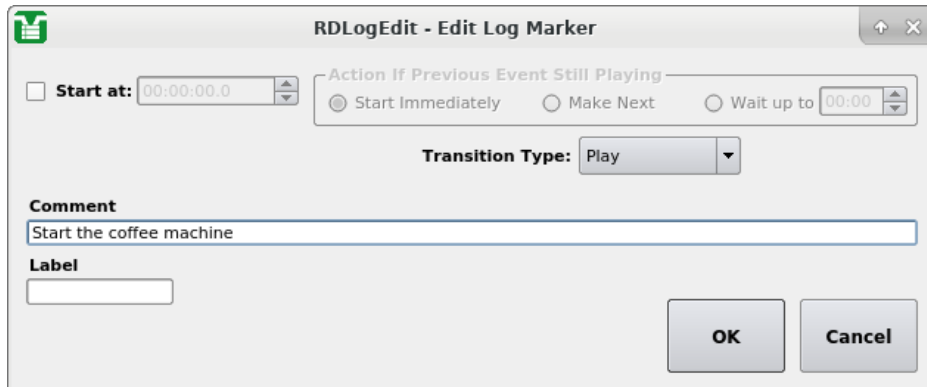 RDLogEdit - Edit Log Marker
Start at: 00:00:00.0
Action If Previous Event Still Playing
Start Immediately Make Next Wait up to 00:00
Transition Type: Play
Comment
Start the coffee machine
Label
OK Cancel